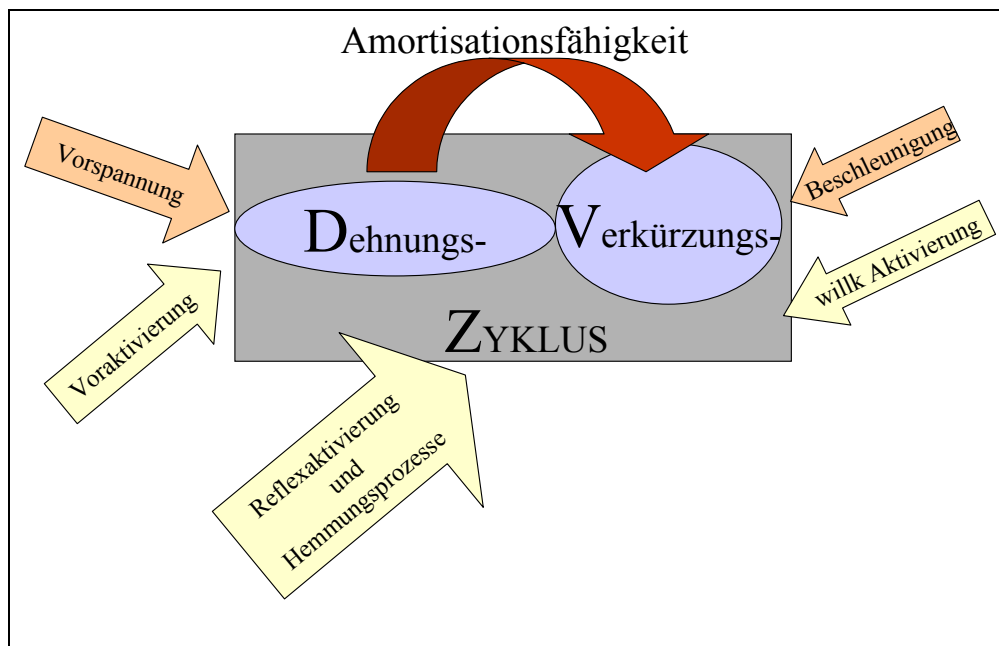 Amortisationsfähigkeit
Vorspannung
Beschleunigung
Dehnungs-
Verkürzungs-
willk Aktivierung
Voraktivierung
ZYKLUS
Reflexaktivierung
und
Hemmungsprozesse